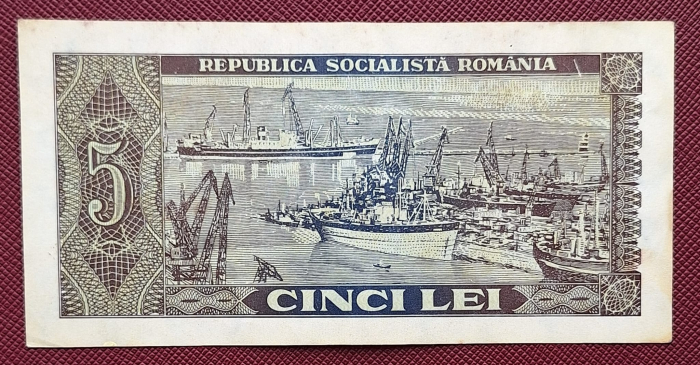 REPUBLICA SOCIALISTĂ ROMÂNIA
5
CINCI LEI